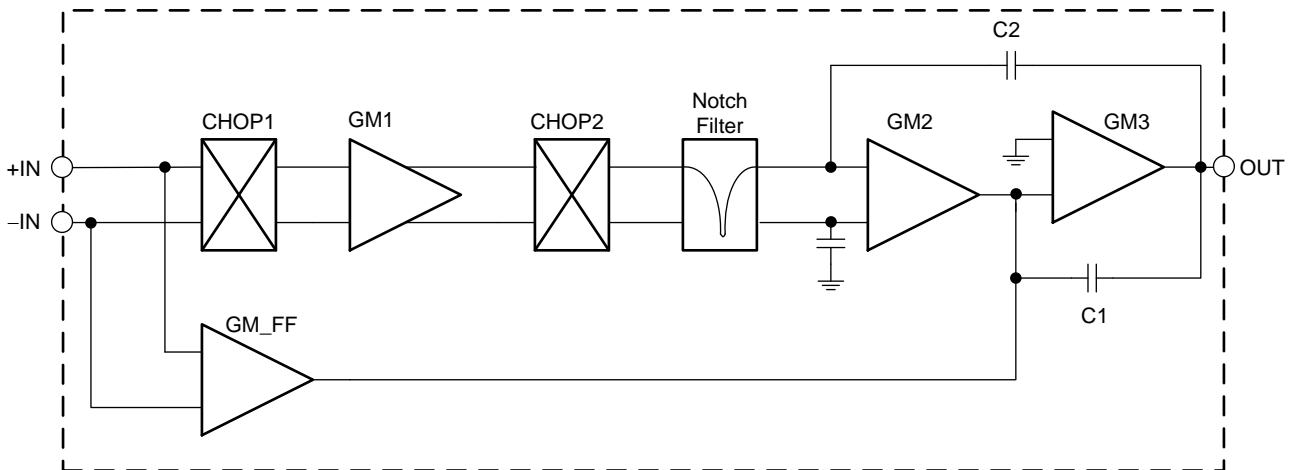 C2
Notch
Filter
CHOP1
GM1
CHOP2
GM2
GM3
+IN
−IN
OUT
C1
GM_FF